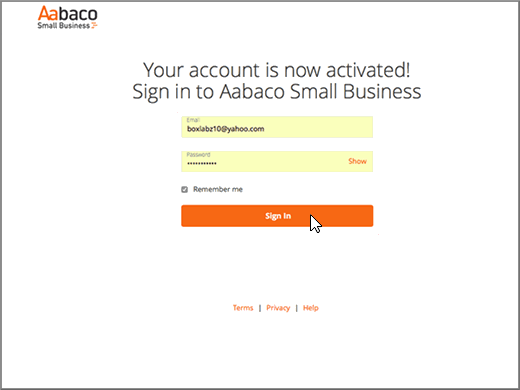 Aabaco
Small Business
Your account is now activated!
Sign in to Aabaco Small Business
Email
boxiabz10@yahoo.com
Password
•••••••••••
Show
Remember me
Sign In
Terms | Privacy | Help